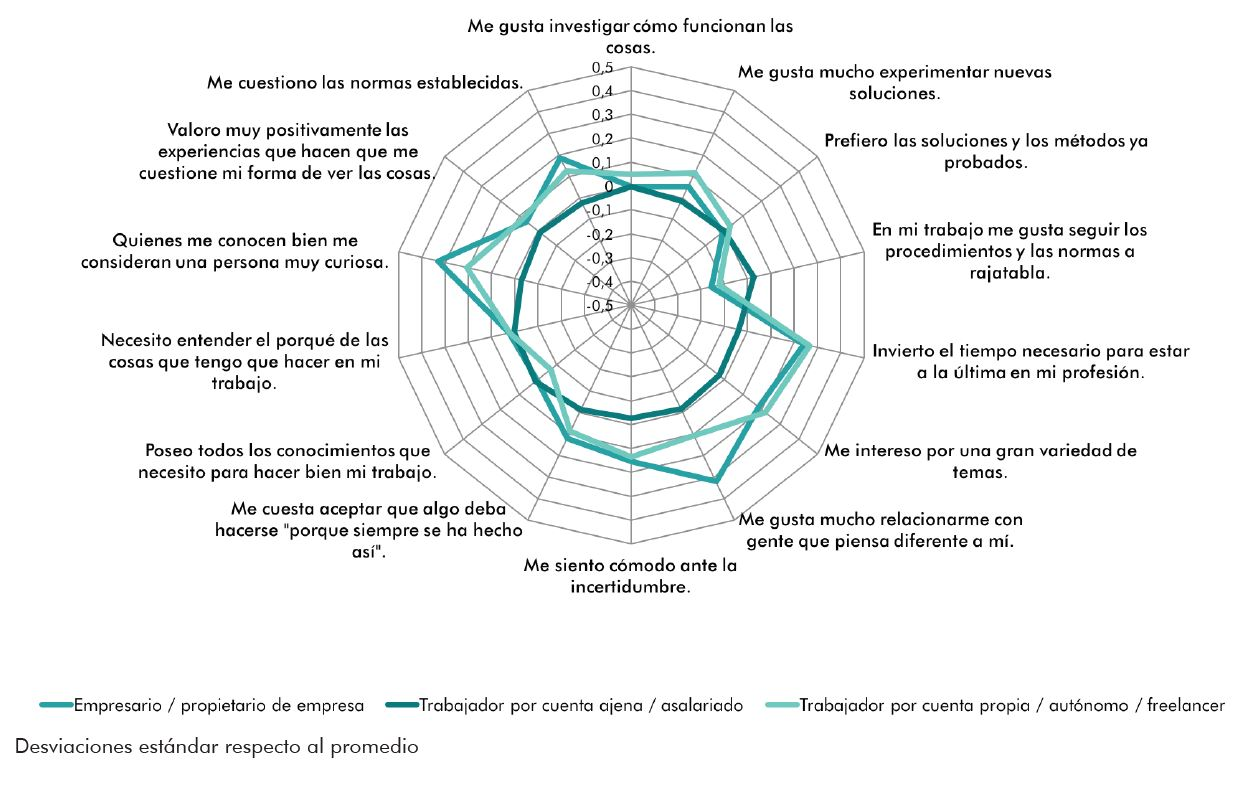 Me gusta investigar cómo funcionan las
cosas.
Me gusta mucho experimentar nuevas
soluciones.
Prefiero las soluciones y los métodos ya
probados.
En mi trabajo me gusta seguir los
procedimientos y las normas a
rajatabla.
Invierto el tiempo necesario para estar
a la última en mi profesión.
Me intereso por una gran variedad de
temas.
Me gusta mucho relacionarme con
gente que piensa diferente a mí.
Me siento cómodo ante la
incertidumbre.
Me cuesta aceptar que algo deba
hacerse "porque siempre se ha hecho
así".
Poseo todos los conocimientos que
necesito para hacer bien mi trabajo.
Necesito entender el porqué de las
cosas que tengo que hacer en mi
trabajo.
Quienes me conocen bien me
consideran una persona muy curiosa.
Valoro muy positivamente las
experiencias que hacen que me
cuestione mi forma de ver las cosas.
Me cuestiono las normas establecidas.
0,5
0,4
0,3
0,2
0,1
0
-0,1
-0,2
-0,3
-0,4
-0,5
Empresario / propietario de empresa
Trabajador por cuenta ajena / asalariado
Trabajador por cuenta propia / autónomo / freelancer
Desviaciones estándar respecto al promedio